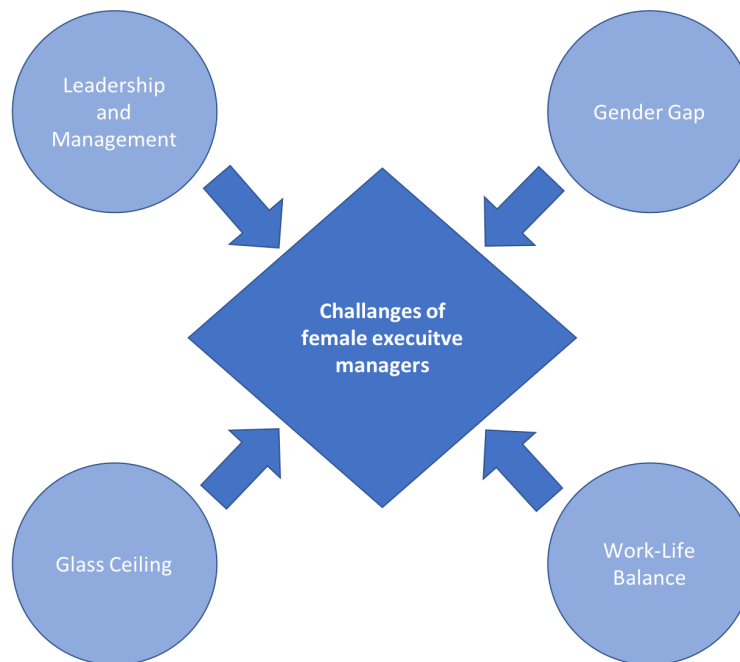 Leadership
and
Management
Gender Gap
Challanges of
female execuitve
managers
Glass Ceiling
Work-Life
Balance